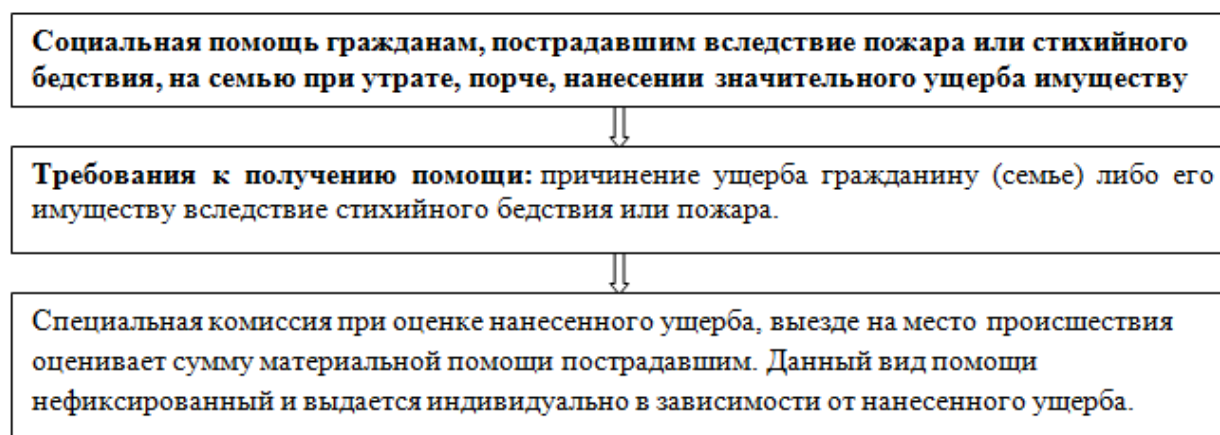 Социальная помощь гражданам, пострадавшим вследствие пожара или стихийного
бедствия, на семью при утрате, порче, нанесении значительного ущерба имуществу
Требования к получению помощи: причинение ущерба гражданину (семье) либо его
имуществу вследствие стихийного бедствия или пожара.
Специальная комиссия при оценке нанесенного ущерба, выезде на место происшествия
оценивает сумму материальной помощи пострадавшим. Данный вид помощи
нефиксированный и выдается индивидуально в зависимости от нанесенного ущерба.